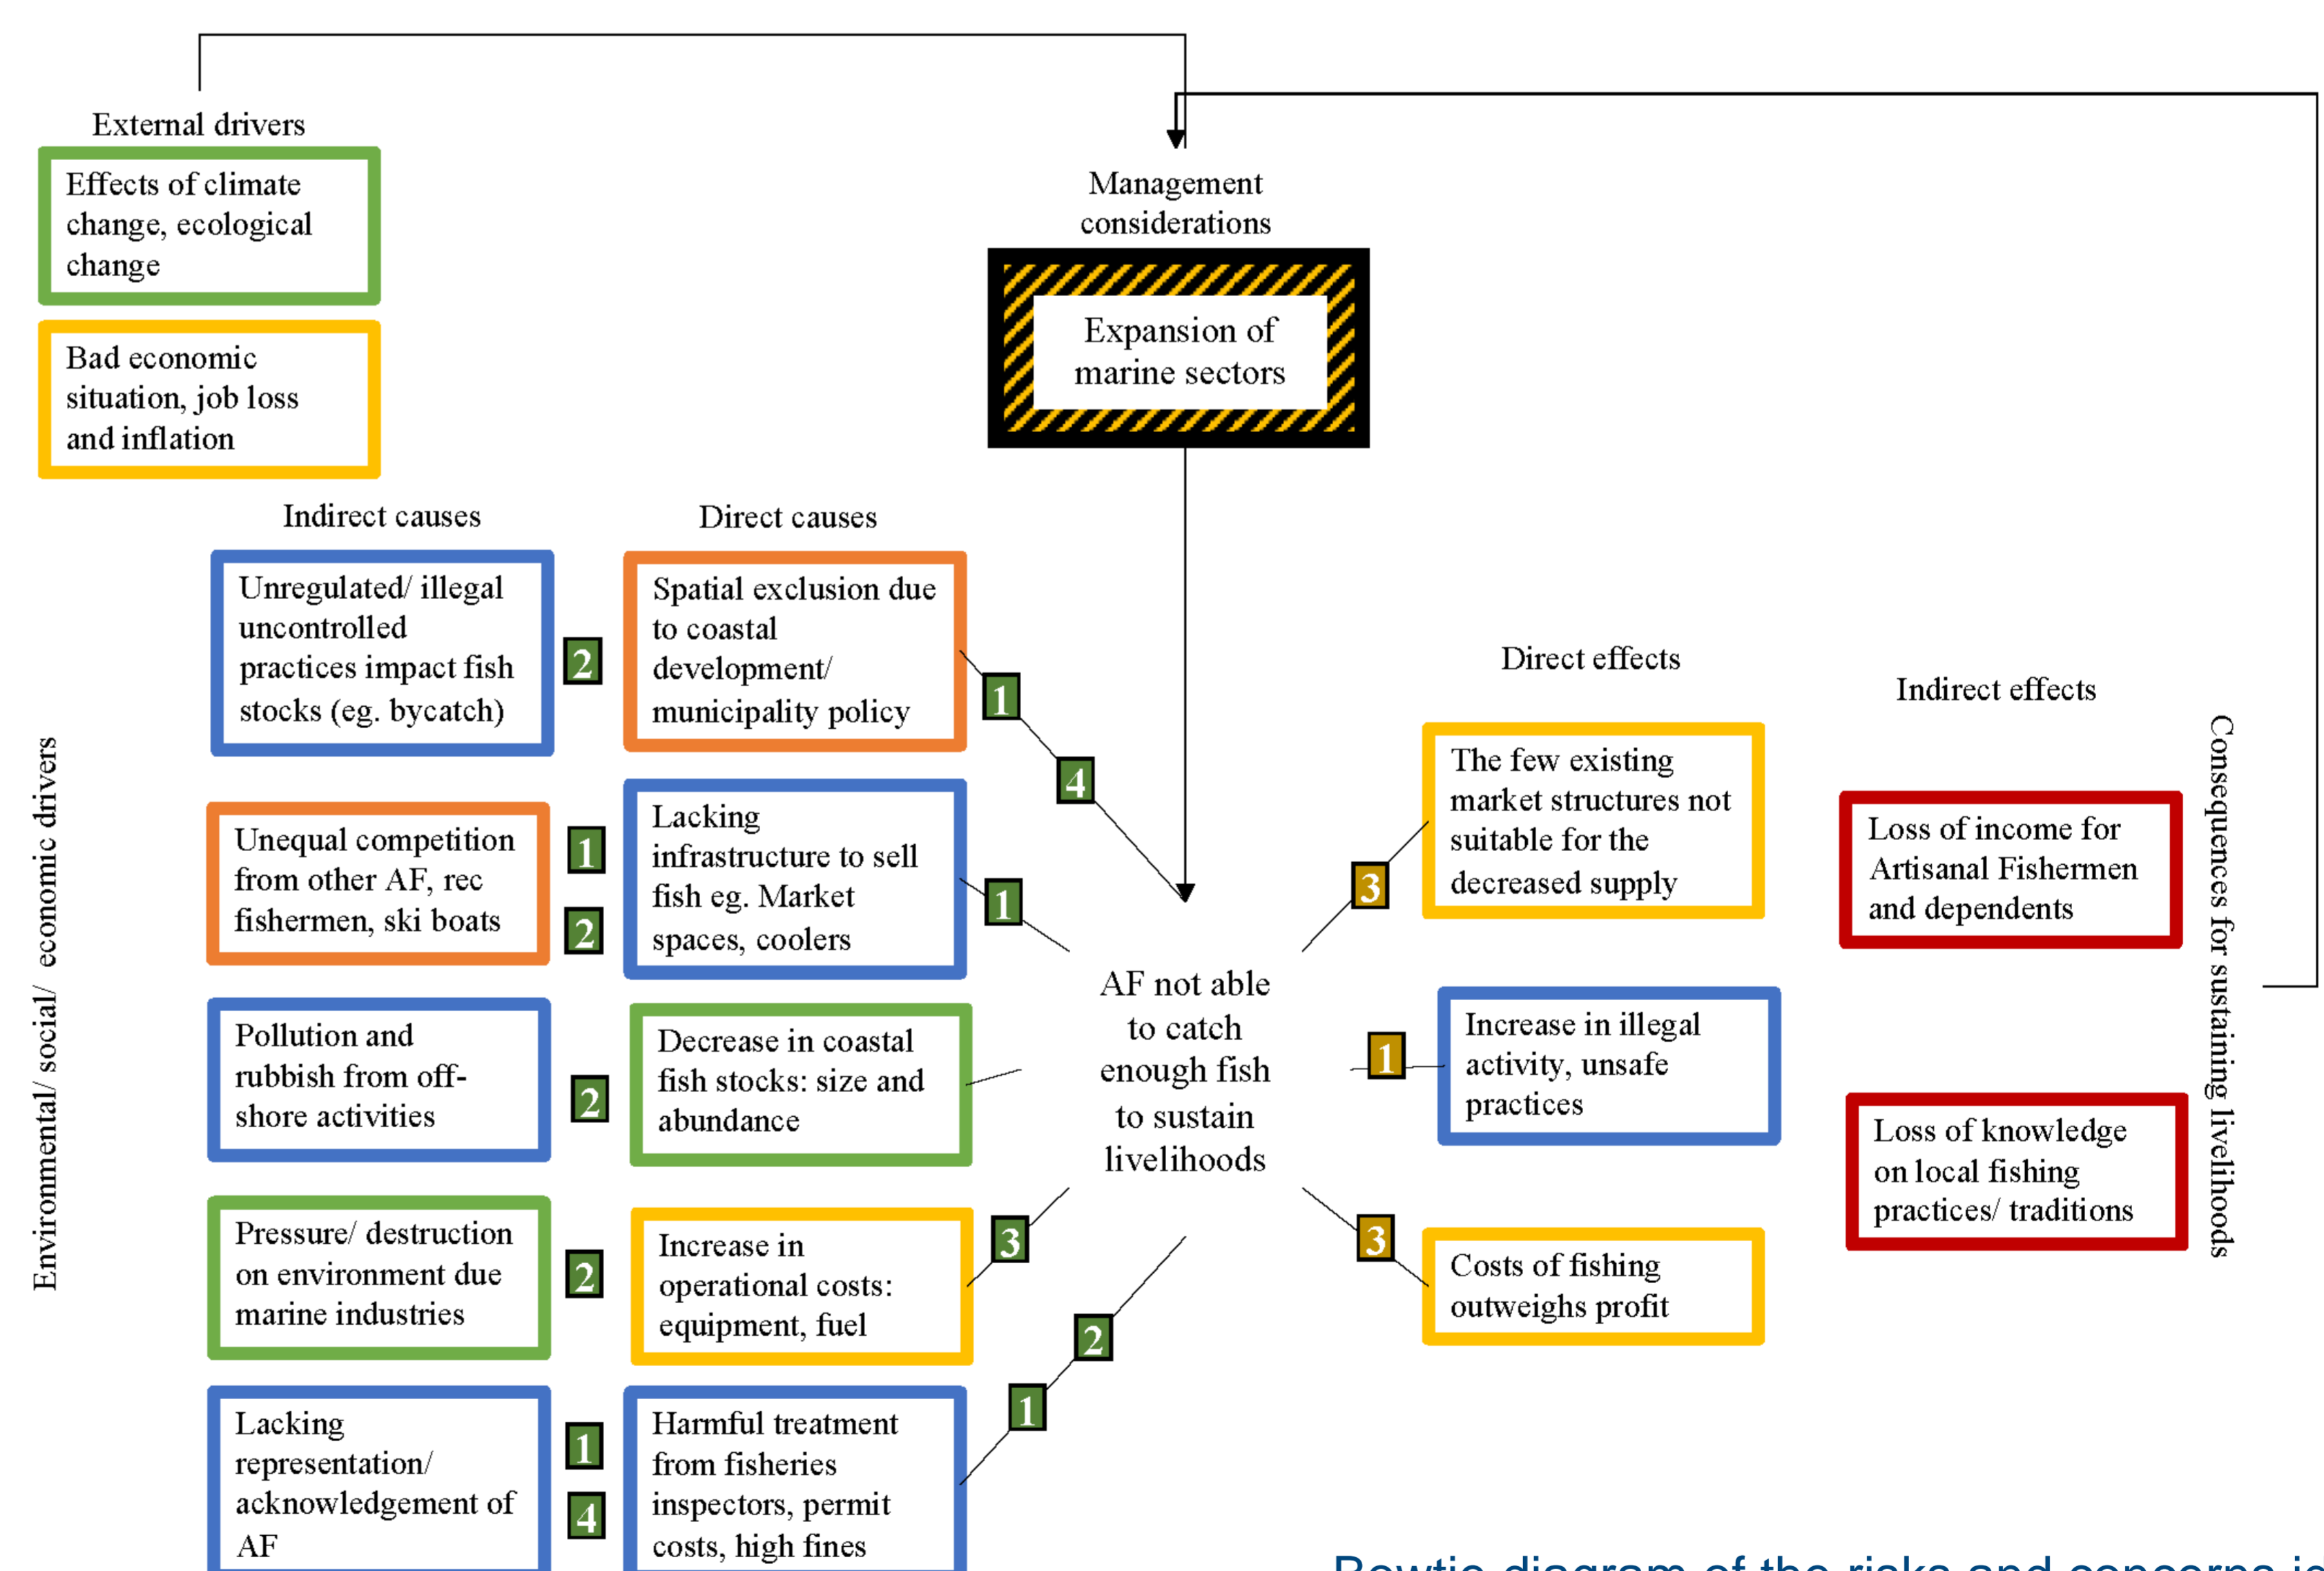 External drivers
Effects of climate
change, ecological
change
Bad economic
situation, job loss
and inflation
Management
considerations
Expansion of
marine sectors
Environmental/ social/ economic drivers
Indirect causes
Unregulated/ illegal
uncontrolled
practices impact fish
stocks (eg. bycatch)
2
Unequal competition
from other AF, rec
fishermen, ski boats
1
2
Pollution and
rubbish from off-
shore activities
2
Pressure/ destruction
on environment due
marine industries
2
Lacking
representation/
acknowledgement of
AF
1
4
Direct causes
Spatial exclusion due
to coastal
development/
municipality policy
1
4
Lacking
infrastructure to sell
fish eg. Market
spaces, coolers
1
Decrease in coastal
fish stocks: size and
abundance
Increase in
operational costs:
equipment, fuel
3
Harmful treatment
from fisheries
inspectors, permit
costs, high fines
1
2
AF not able
to catch
enough fish
to sustain
livelihoods
Direct effects
3
The few existing
market structures not
suitable for the
decreased supply
1
Increase in illegal
activity, unsafe
practices
3
Costs of fishing
outweighs profit
Indirect effects
Loss of income for
Artisanal Fishermen
and dependents
Loss of knowledge
on local fishing
practices/ traditions
Consequences for sustaining livelihoods
Bowtie diagram of the risks and concerns